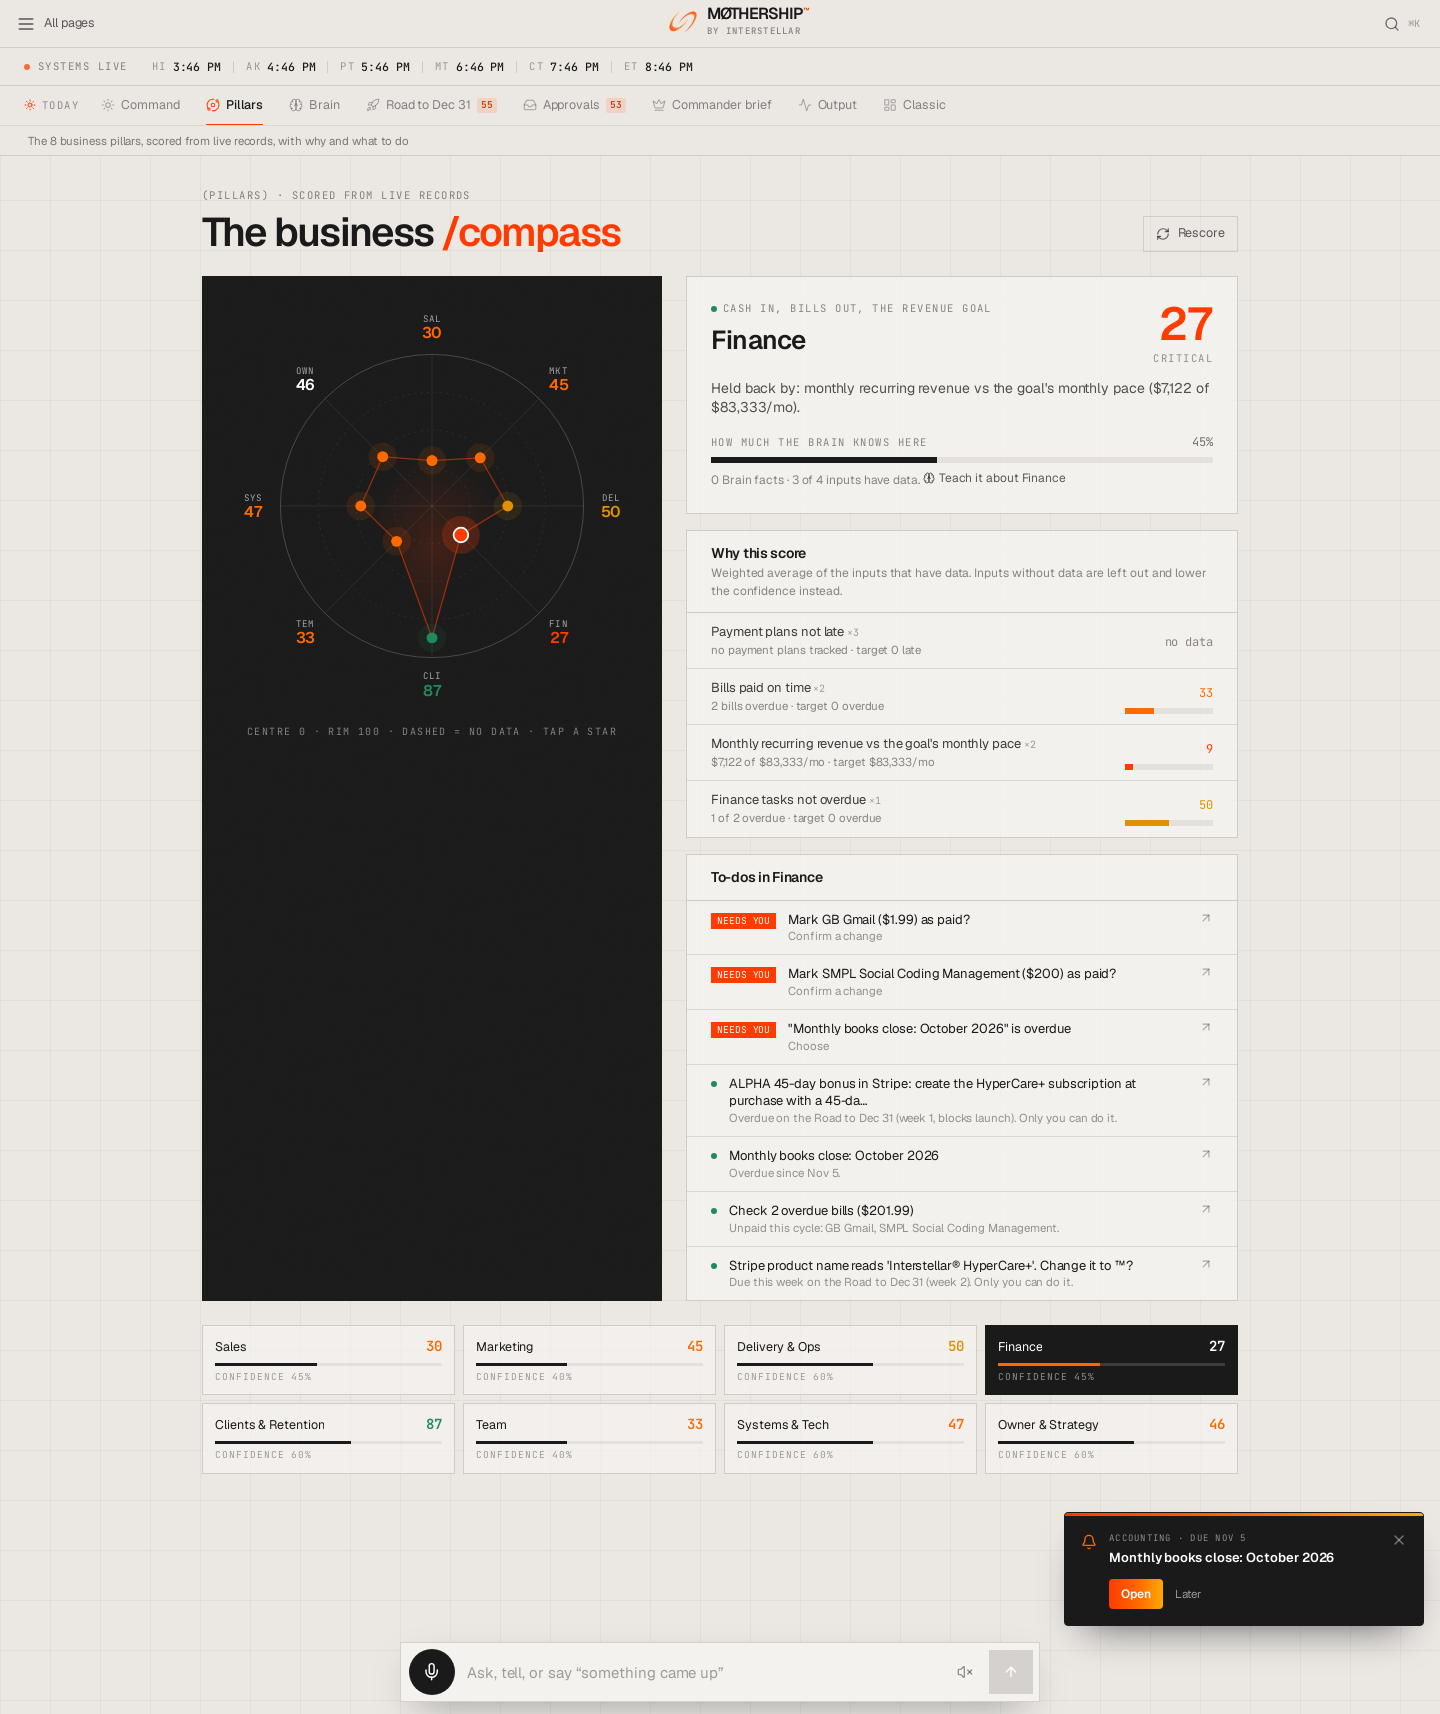 All pages
MØTHERSHIP™
BY INTERSTELLAR
⌘K
SYSTEMS LIVE
HI 3:46 PM
AK 4:46 PM
PT 5:46 PM
MT 6:46 PM
CT 7:46 PM
ET 8:46 PM
TODAY
Command
Pillars
Brain
Road to Dec 31 55
Approvals 53
Commander brief
Output
Classic
The 8 business pillars, scored from live records, with why and what to do
(PILLARS) · SCORED FROM LIVE RECORDS
The business /compass
Rescore
SAL
30
OWN
46
MKT
45
SYS
47
DEL
50
TEM
33
FIN
27
CLI
87
CENTRE 0 · RIM 100 · DASHED = NO DATA · TAP A STAR
CASH IN, BILLS OUT, THE REVENUE GOAL
Finance
27
CRITICAL
Held back by: monthly recurring revenue vs the goal's monthly pace ($7,122 of
$83,333/mo).
HOW MUCH THE BRAIN KNOWS HERE
45%
0 Brain facts · 3 of 4 inputs have data. Teach it about Finance
Why this score
Weighted average of the inputs that have data. Inputs without data are left out and lower
the confidence instead.
Payment plans not late ×3
no payment plans tracked · target 0 late
no data
Bills paid on time ×2
2 bills overdue · target 0 overdue
33
Monthly recurring revenue vs the goal's monthly pace ×2
$7,122 of $83,333/mo · target $83,333/mo
9
Finance tasks not overdue ×1
1 of 2 overdue · target 0 overdue
50
To-dos in Finance
NEEDS YOU
Mark GB Gmail ($1.99) as paid?
Confirm a change
NEEDS YOU
Mark SMPL Social Coding Management ($200) as paid?
Confirm a change
NEEDS YOU
"Monthly books close: October 2026" is overdue
Choose
ALPHA 45-day bonus in Stripe: create the HyperCare+ subscription at
purchase with a 45-da...
Overdue on the Road to Dec 31 (week 1, blocks launch). Only you can do it.
Monthly books close: October 2026
Overdue since Nov 5.
Check 2 overdue bills ($201.99)
Unpaid this cycle: GB Gmail, SMPL Social Coding Management.
Stripe product name reads 'Interstellar® HyperCare+'. Change it to ™?
Due this week on the Road to Dec 31 (week 2). Only you can do it.
Sales 30
CONFIDENCE 45%
Marketing 45
CONFIDENCE 40%
Delivery & Ops 50
CONFIDENCE 60%
Finance 27
CONFIDENCE 45%
Clients & Retention 87
CONFIDENCE 60%
Team 33
CONFIDENCE 40%
Systems & Tech 47
CONFIDENCE 60%
Owner & Strategy 46
CONFIDENCE 60%
ACCOUNTING · DUE NOV 5
Monthly books close: October 2026
Open
Later
Ask, tell, or say “something came up”